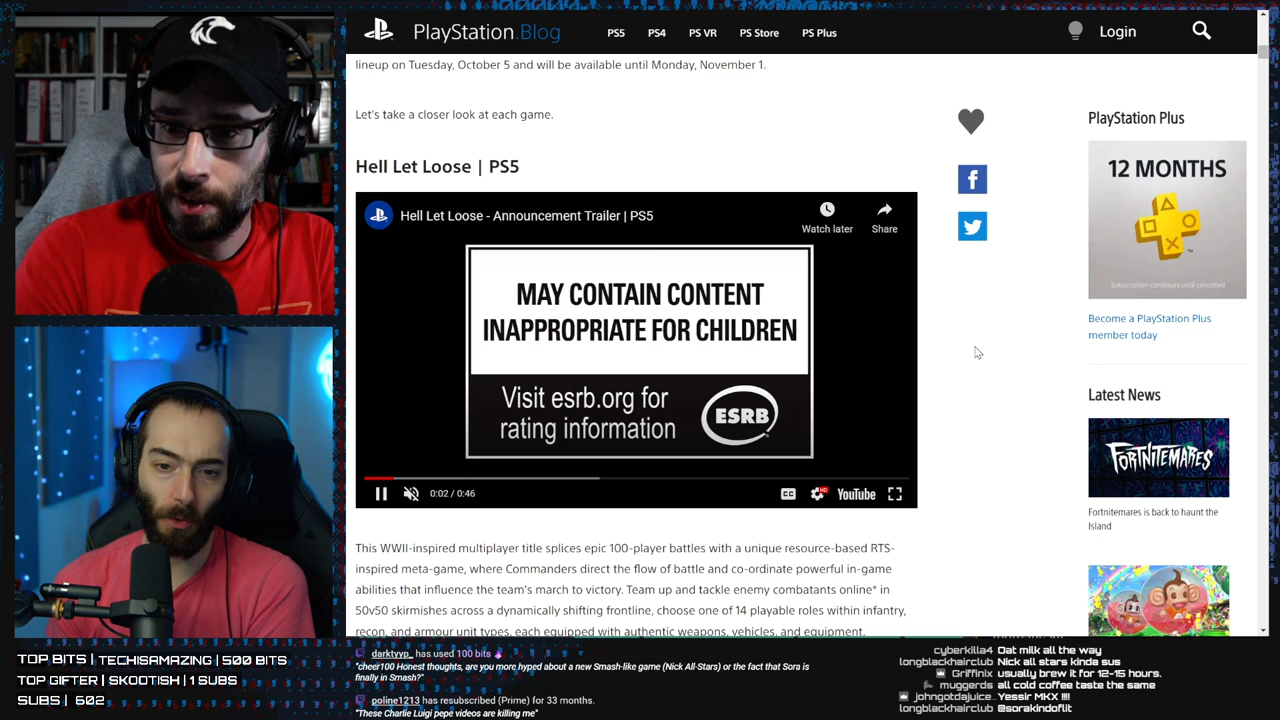 PlayStation.Blog
PS5
PS4
PS VR
PS Store
PS Plus
Login
lineup on Tuesday, October 5 and will be available until Monday, November 1.
Let's take a closer look at each game.
Hell Let Loose | PS5
Hell Let Loose - Announcement Trailer | PS5
Watch later
Share
MAY CONTAIN CONTENT
INAPPROPRIATE FOR CHILDREN
Visit esrb.org for
rating information
ESRB
0:02 / 0:46
CC
HD
YouTube
This WWII-inspired multiplayer title splices epic 100-player battles with a unique resource-based RTS-
inspired meta-game, where Commanders direct the flow of battle and co-ordinate powerful in-game
abilities that influence the team's march to victory. Team up and tackle enemy combatants online* in
50v50 skirmishes across a dynamically shifting frontline, choose one of 14 playable roles within infantry,
recon, and armour unit types, each equipped with authentic weapons, vehicles, and equipment.
PlayStation Plus
12 MONTHS
Subscription continues until cancelled
Become a PlayStation Plus
member today
Latest News
FORTNITEMARES
Fortnitemares is back to haunt the
Island
TOP BITS | TECHISAMAZING | 500 BITS
TOP GIFTER | SKOOTISH | 1 SUBS
SUBS | 602
darktyyp_ has used 100 bits
"cheer100 Honest thoughts, are you more hyped about a new Smash-like game (Nick All-Stars) or the fact that Sora is
finally in Smash?"
poline1213 has resubscribed (Prime) for 33 months.
"These Charlie Luigi pepe videos are killing me"
cyberkilla4 Oat milk all the way
longblackhairclub Nick all stars kinda sus
Griffinix usually brew it for 12-15 hours.
muggerds all cold coffee taste the same
johngotdajuice_ Yessir MKX !!!!
longblackhairclub @sorakindoflit